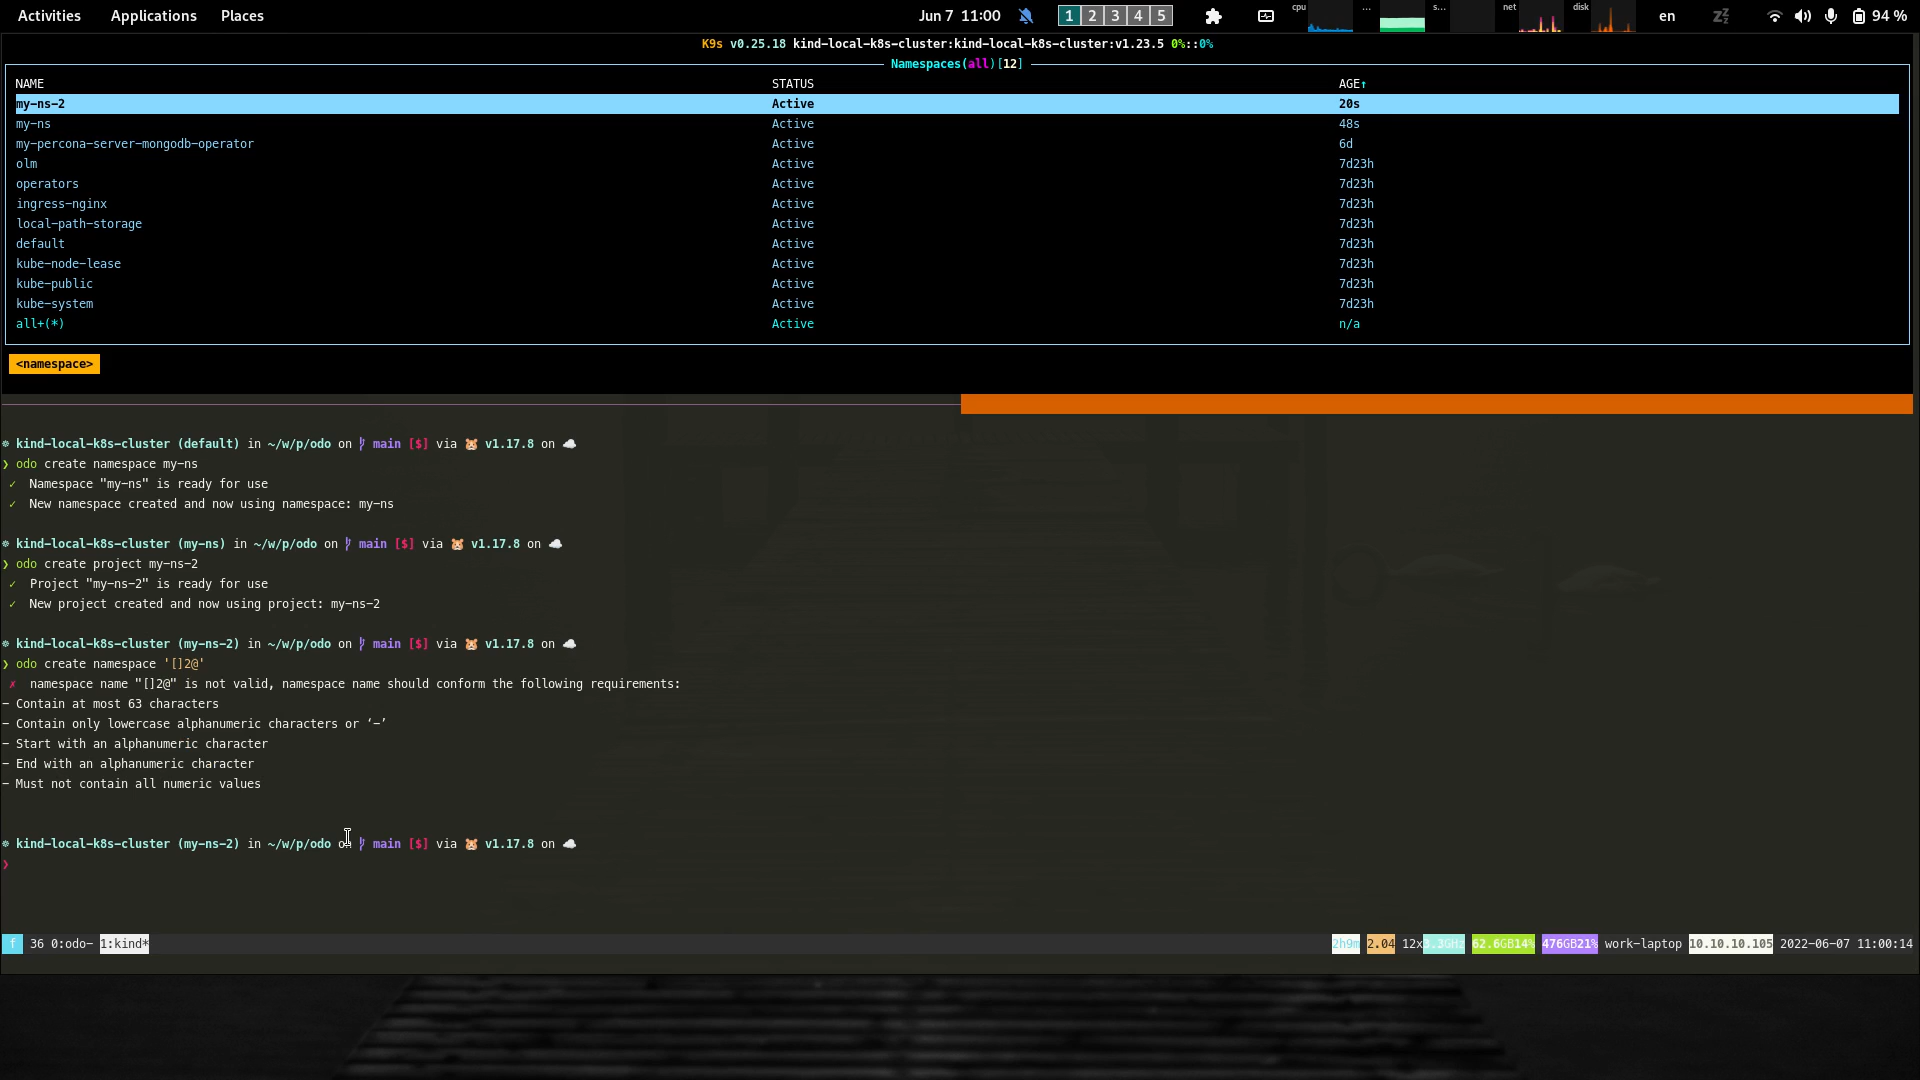 Activities Applications Places Jun 7 11:00 1 2 3 4 5 cpu ... s... net disk en 94 %
K9s v0.25.18 kind-local-k8s-cluster:kind-local-k8s-cluster:v1.23.5 0%::0%
Namespaces(all)[12]
NAME STATUS AGE↑
my-ns-2 Active 20s
my-ns Active 48s
my-percona-server-mongodb-operator Active 6d
olm Active 7d23h
operators Active 7d23h
ingress-nginx Active 7d23h
local-path-storage Active 7d23h
default Active 7d23h
kube-node-lease Active 7d23h
kube-public Active 7d23h
kube-system Active 7d23h
all+(*) Active n/a
<namespace>
☸ kind-local-k8s-cluster (default) in ~/w/p/odo on main [$] via 🐹 v1.17.8 on ☁️
❯ odo create namespace my-ns
✓ Namespace "my-ns" is ready for use
✓ New namespace created and now using namespace: my-ns
☸ kind-local-k8s-cluster (my-ns) in ~/w/p/odo on main [$] via 🐹 v1.17.8 on ☁️
❯ odo create project my-ns-2
✓ Project "my-ns-2" is ready for use
✓ New project created and now using project: my-ns-2
☸ kind-local-k8s-cluster (my-ns-2) in ~/w/p/odo on main [$] via 🐹 v1.17.8 on ☁️
❯ odo create namespace '[]2@'
✗ namespace name "[]2@" is not valid, namespace name should conform the following requirements:
- Contain at most 63 characters
- Contain only lowercase alphanumeric characters or ‘-’
- Start with an alphanumeric character
- End with an alphanumeric character
- Must not contain all numeric values
☸ kind-local-k8s-cluster (my-ns-2) in ~/w/p/odo on main [$] via 🐹 v1.17.8 on ☁️
❯
f 36 0:odo- 1:kind* 2h9m 2.04 12x3.3GHz 62.6GB14% 476GB21% work-laptop 10.10.10.105 2022-06-07 11:00:14